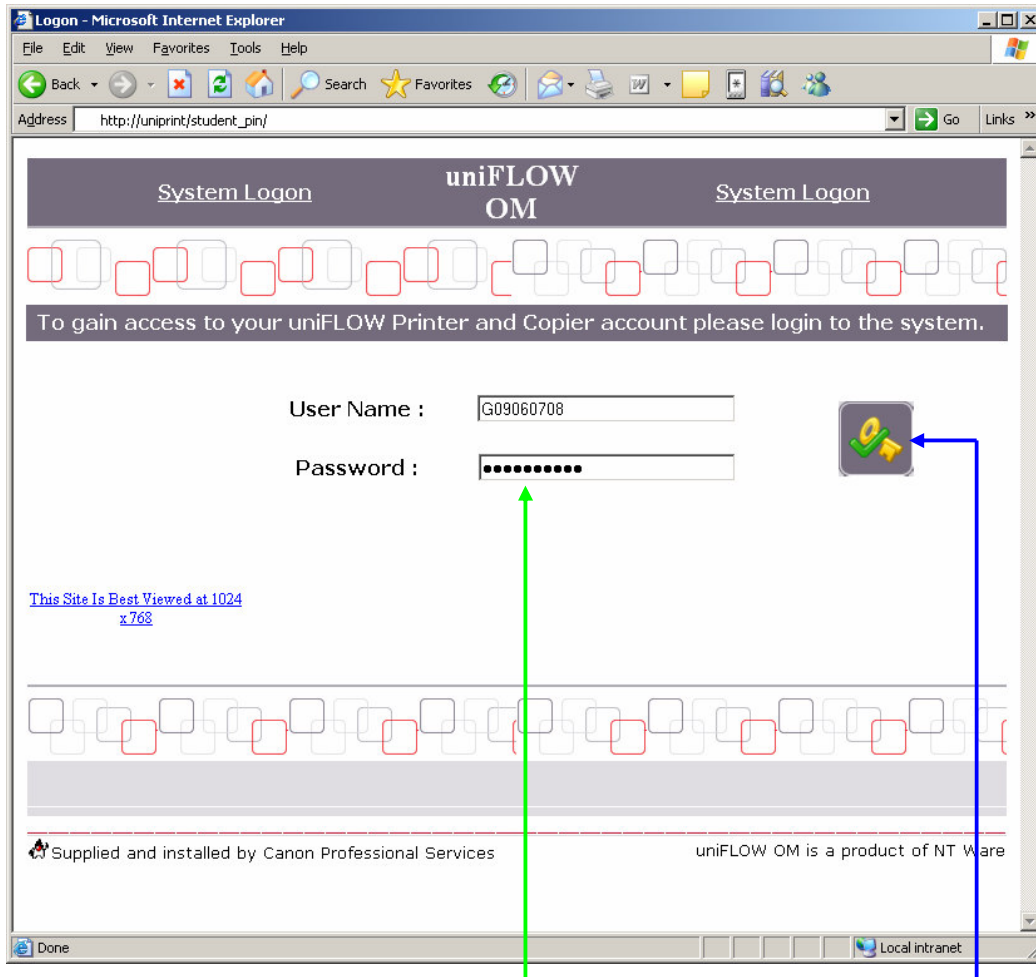 Logon - Microsoft Internet Explorer
File Edit View Favorites Tools Help
Back Search Favorites
Address http://uniprint/student_pin/ Go Links »
System Logon uniFLOW OM System Logon
To gain access to your uniFLOW Printer and Copier account please login to the system.
User Name : G09060708
Password : ●●●●●●●●●●
This Site Is Best Viewed at 1024
x 768
Supplied and installed by Canon Professional Services uniFLOW OM is a product of NT Ware
Done Local intranet